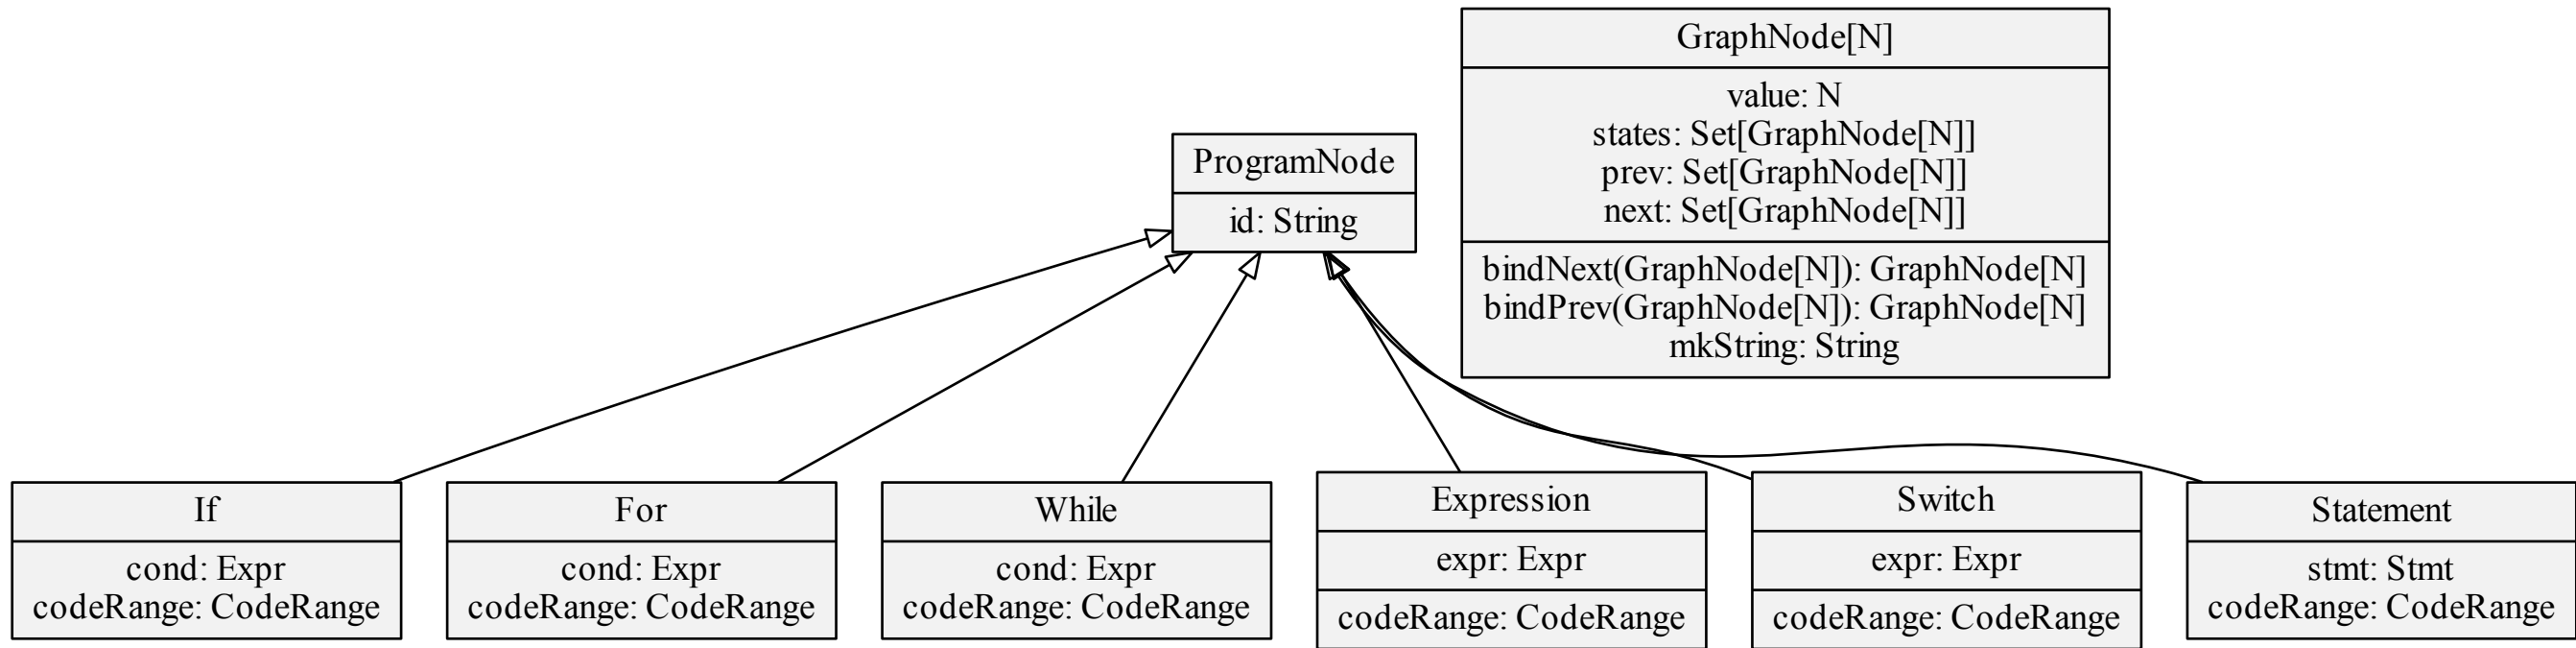 GraphNode[N]
value: N
states: Set[GraphNode[N]]
prev: Set[GraphNode[N]]
next: Set[GraphNode[N]]
bindNext(GraphNode[N]): GraphNode[N]
bindPrev(GraphNode[N]): GraphNode[N]
mkString: String
ProgramNode
id: String
If
cond: Expr
codeRange: CodeRange
For
cond: Expr
codeRange: CodeRange
While
cond: Expr
codeRange: CodeRange
Expression
expr: Expr
codeRange: CodeRange
Switch
expr: Expr
codeRange: CodeRange
Statement
stmt: Stmt
codeRange: CodeRange